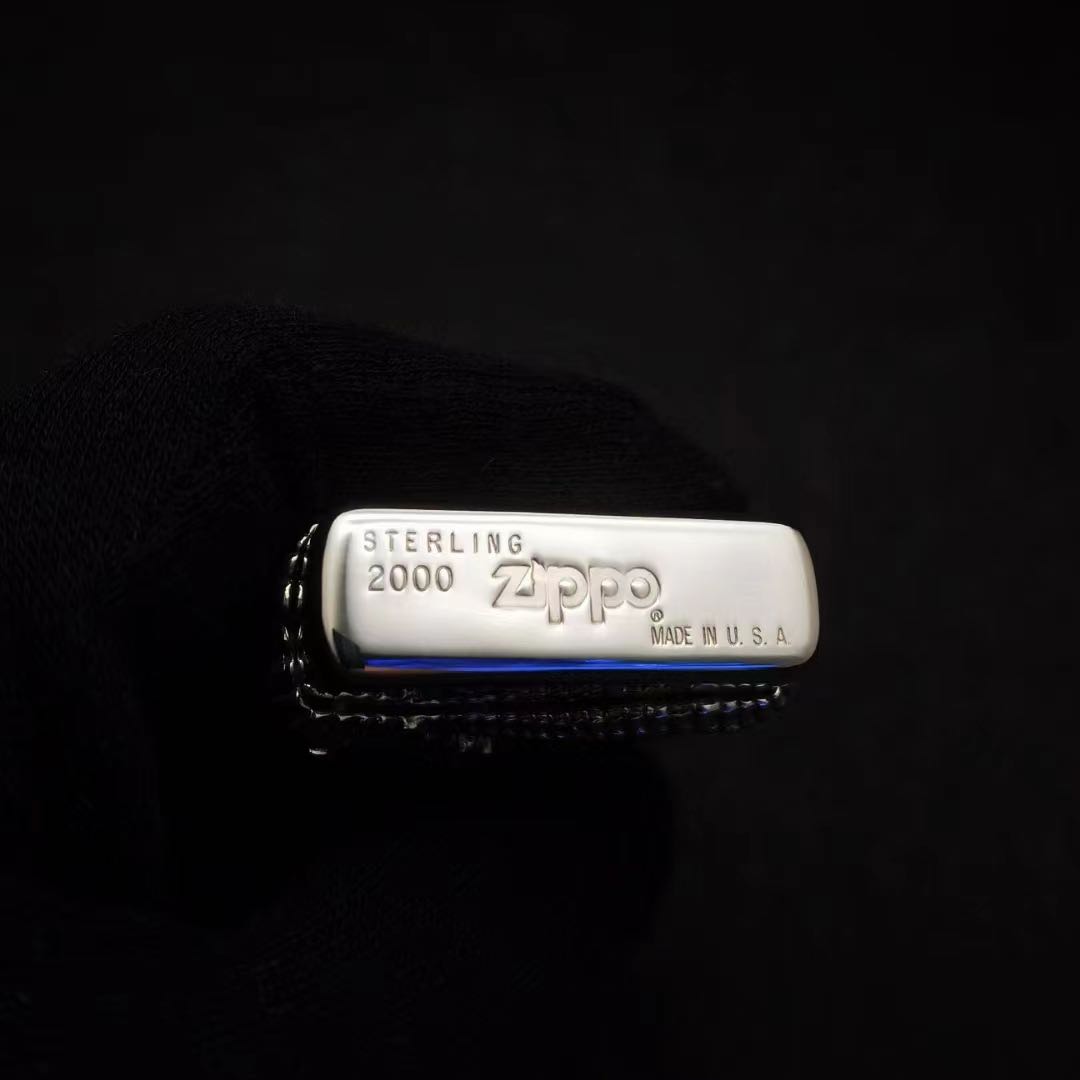 STERLING
2000 Zippo®
MADE IN U. S. A.